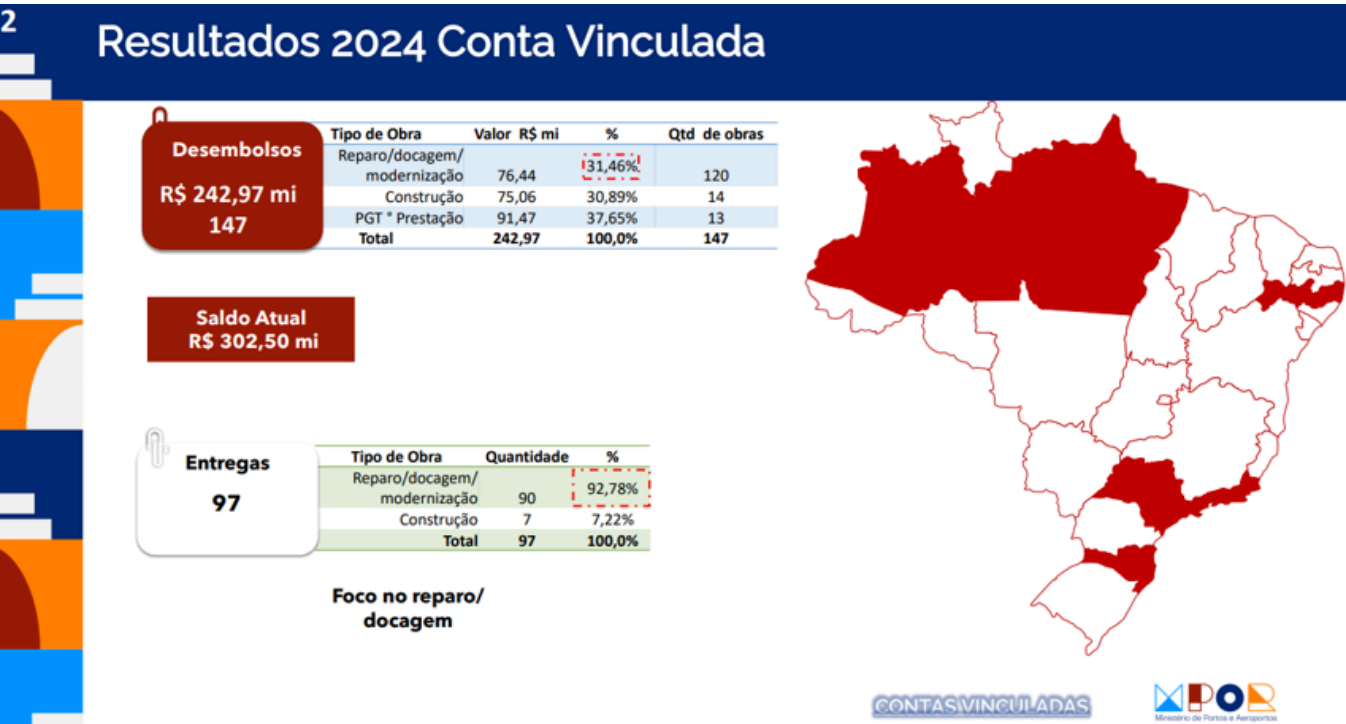 2
Resultados 2024 Conta Vinculada
Desembolsos
R$ 242,97 mi
147
Tipo de Obra Valor R$ mi % Qtd de obras
Reparo/docagem/
modernização 76,44 31,46% 120
Construção 75,06 30,89% 14
PGT ° Prestação 91,47 37,65% 13
Total 242,97 100,0% 147
Saldo Atual
R$ 302,50 mi
Entregas
97
Tipo de Obra Quantidade %
Reparo/docagem/
modernização 90 92,78%
Construção 7 7,22%
Total 97 100,0%
Foco no reparo/
docagem
CONTAS VINCULADAS
MPOR
Ministério de Portos e Aeroportos